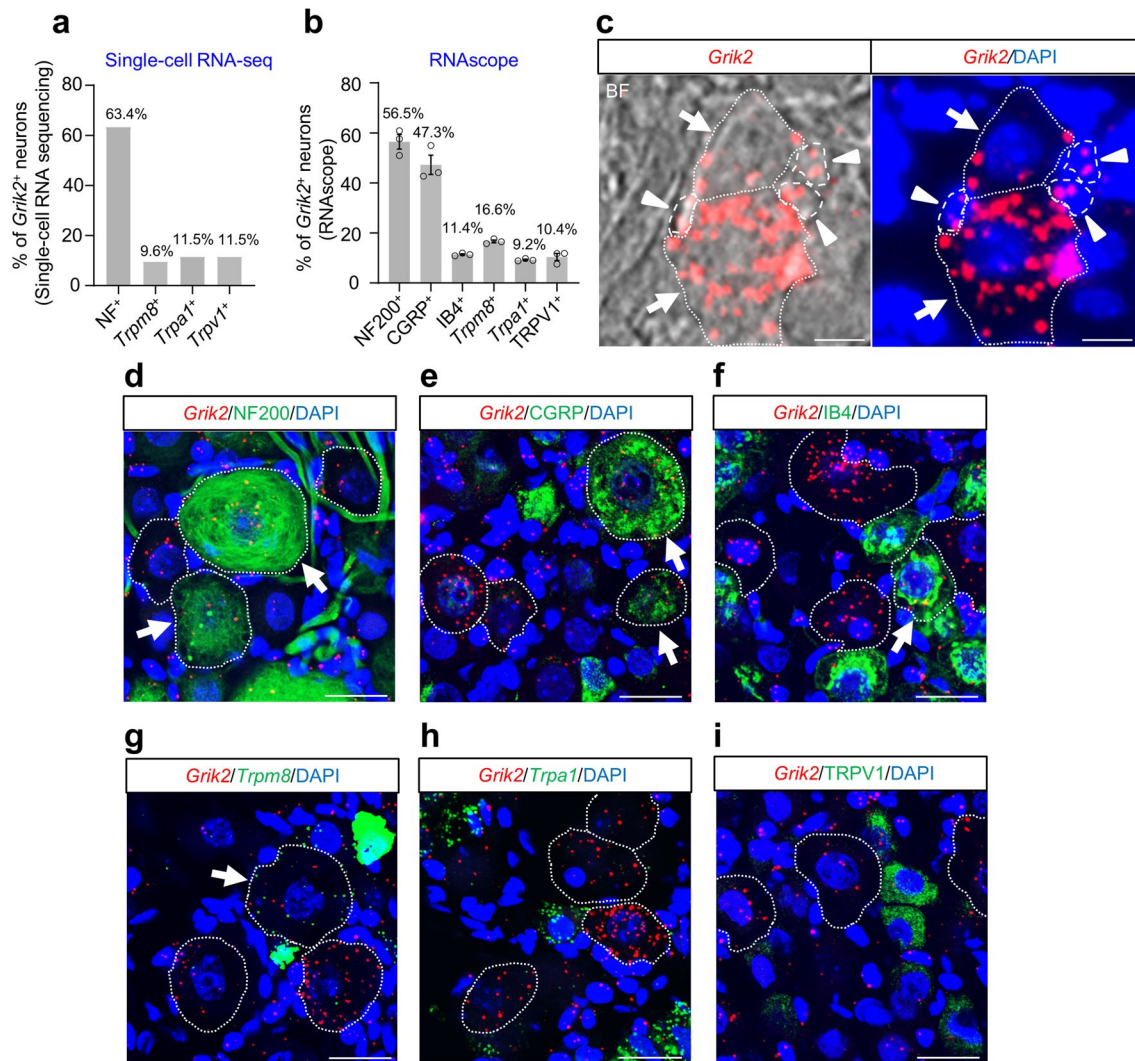 a
Single-cell RNA-seq
% of Grik2+ neurons
(Single-cell RNA sequencing)
80
60
40
20
0
63.4%
9.6%
11.5%
11.5%
NF+
Trpm8+
Trpa1+
Trpv1+
b
RNAscope
% of Grik2+ neurons
(RNAscope)
80
60
40
20
0
56.5%
47.3%
11.4%
16.6%
9.2%
10.4%
NF200+
CGRP+
IB4+
Trpm8+
Trpa1+
TRPV1+
c
Grik2
Grik2/DAPI
BF
d
Grik2/NF200/DAPI
e
Grik2/CGRP/DAPI
f
Grik2/IB4/DAPI
g
Grik2/Trpm8/DAPI
h
Grik2/Trpa1/DAPI
i
Grik2/TRPV1/DAPI